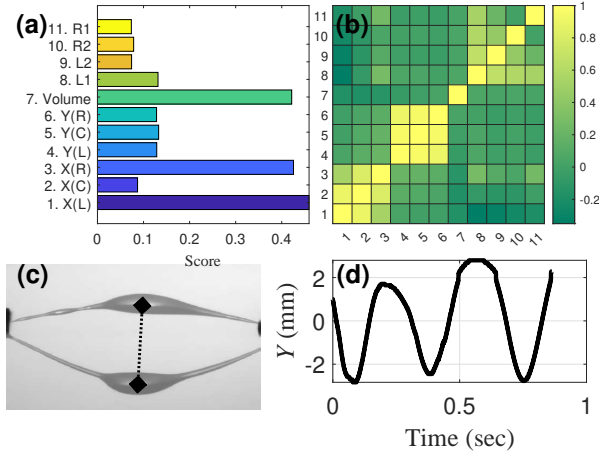 (a)
11. R1
10. R2
9. L2
8. L1
7. Volume
6. Y(R)
5. Y(C)
4. Y(L)
3. X(R)
2. X(C)
1. X(L)
0 0.1 0.2 0.3 0.4
Score
(b)
11
10
9
8
7
6
5
4
3
2
1
1 2 3 4 5 6 7 8 9 10 11
1
0.8
0.6
0.4
0.2
0
-0.2
(c)
(d)
Y (mm)
2
0
-2
0 0.5 1
Time (sec)